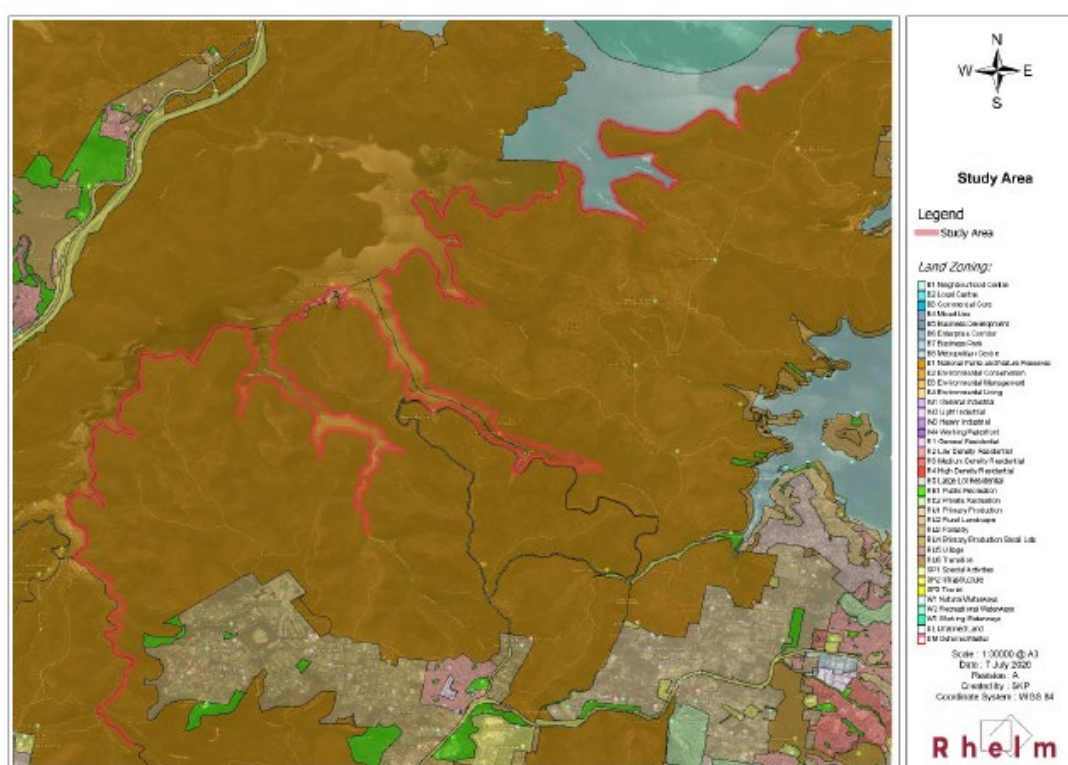 N
W E
S
Study Area
Legend
Study Area
Land Zoning:
B1 Neighbourhood Centre
B2 Local Centre
B3 Commercial Core
B4 Mixed Use
B5 Business Development
B6 Enterprise Corridor
B7 Business Park
B8 Metropolitan Centre
E1 National Parks and Nature Reserves
E2 Environmental Conservation
E3 Environmental Management
E4 Environmental Living
IN1 General Industrial
IN2 Light Industrial
IN3 Heavy Industrial
IN4 Working Waterfront
R1 General Residential
R2 Low Density Residential
R3 Medium Density Residential
R4 High Density Residential
R5 Large Lot Residential
RE1 Public Recreation
RE2 Private Recreation
RU1 Primary Production
RU2 Rural Landscape
RU3 Forestry
RU4 Primary Production Small Lots
RU5 Village
RU6 Transition
SP1 Special Activities
SP2 Infrastructure
SP3 Tourist
W1 Natural Waterways
W2 Recreational Waterways
W3 Working Waterways
UL Unzoned Land
DM Deferred Matter
Scale : 1:30000 @ A3
Date : 7 July 2020
Revision : A
Created by : SKP
Coordinate System : WGS 84
Rhelm